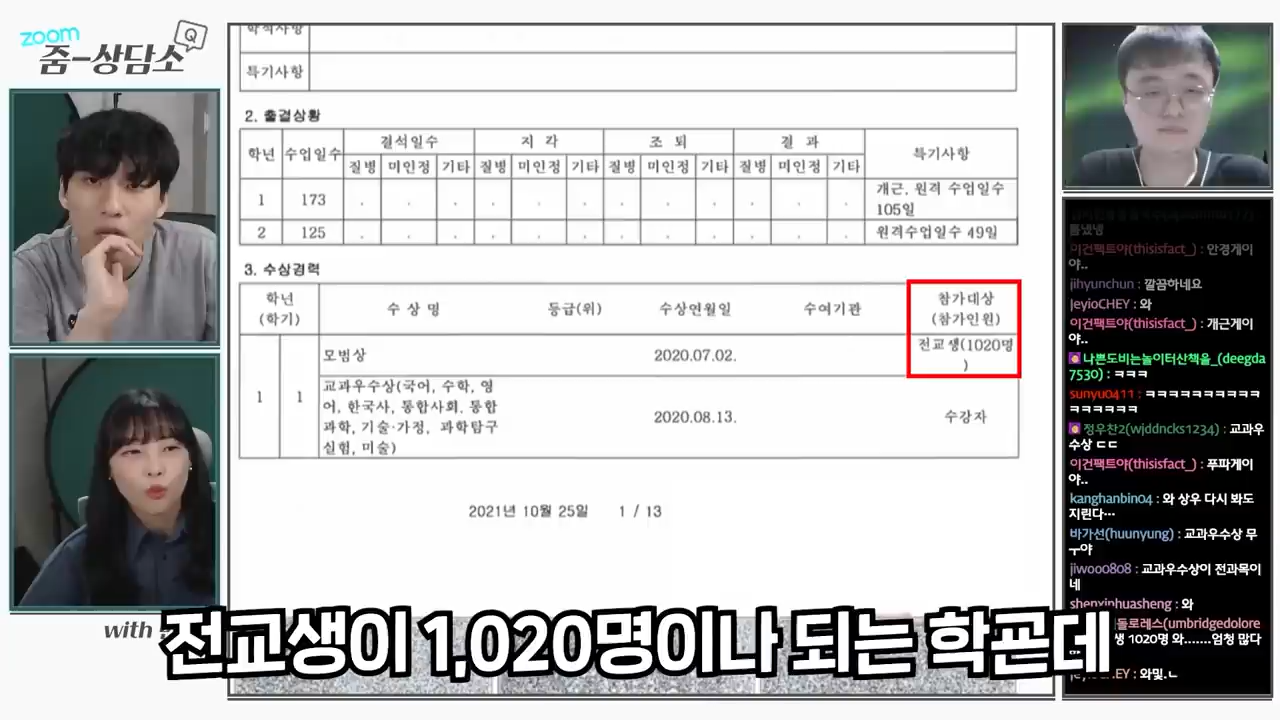 zoom
Q
줌-상담소
학적사항
특기사항
2. 출결상황
학년 수업일수 결석일수 지 각 조 퇴 결 과 특기사항
질병 미인정 기타 질병 미인정 기타 질병 미인정 기타 질병 미인정 기타
1 173 . . . . . . . . . . . . 개근, 원격 수업일수
105일
2 125 . . . . . . . . . . . . 원격수업일수 49일
3. 수상경력
학년
(학기)
수 상 명 등급(위) 수상연월일 수여기관
참가대상
(참가인원)
1 1
모범상 2020.07.02. 전교생(1020명
)
교과우수상(국어, 수학, 영
어, 한국사, 통합사회, 통합
과학, 기술·가정, 과학탐구
실험, 미술)
2020.08.13. 수강자
2021년 10월 25일 1 / 13
with
전교생이 1,020명이나 되는 학굔데
틈냈넹
이건팩트야(thisisfact_) : 안경게이
야..
jihyunchun : 깔끔하네요
JeyioCHEY : 와
이건팩트야(thisisfact_) : 개근게이
야..
나쁜도비는놀이터산책을_(deegda
7530) : ㅋㅋㅋ
sunyu0411 : ㅋㅋㅋㅋㅋㅋㅋㅋㅋㅋ
ㅋㅋㅋㅋㅋㅋ
정우찬2(wjddncks1234) : 교과우
수상 ㄷㄷ
이건팩트야(thisisfact_) : 푸파게이
야..
kanghanbin04 : 와 상우 다시 봐도
지린다…
바가선(huunyung) : 교과우수상 무
ㅜ야
jiwoo0808 : 교과우수상이 전과목이
네
shenxinhuasheng : 와
돌로레스(umbridgedolore
생 1020명 와.......엄청 많다
EY : 와및.ㄴ